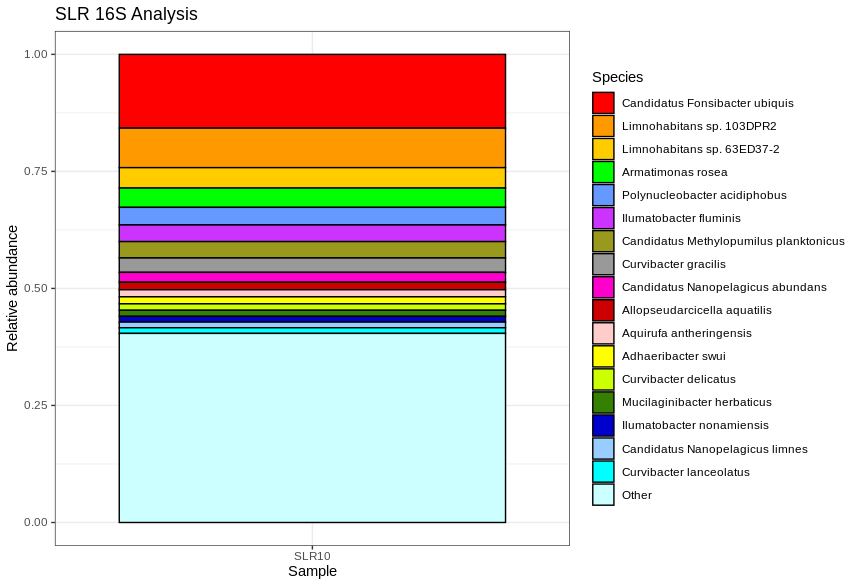 SLR 16S Analysis
1.00
0.75
0.50
0.25
0.00
Relative abundance
SLR10
Sample
Species
Candidatus Fonsibacter ubiquis
Limnohabitans sp. 103DPR2
Limnohabitans sp. 63ED37-2
Armatimonas rosea
Polynucleobacter acidiphobus
Ilumatobacter fluminis
Candidatus Methylopumilus planktonicus
Curvibacter gracilis
Candidatus Nanopelagicus abundans
Allopseudarcicella aquatilis
Aquirufa antheringensis
Adhaeribacter swui
Curvibacter delicatus
Mucilaginibacter herbaticus
Ilumatobacter nonamiensis
Candidatus Nanopelagicus limnes
Curvibacter lanceolatus
Other